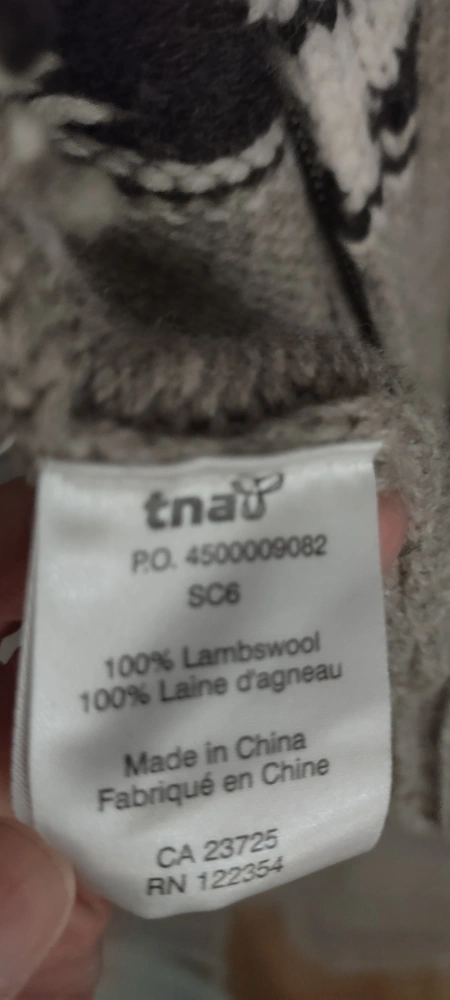 tna
P.O. 4500009082
SC6
100% Lambswool
100% Laine d'agneau
Made in China
Fabriqué en Chine
CA 23725
RN 122354